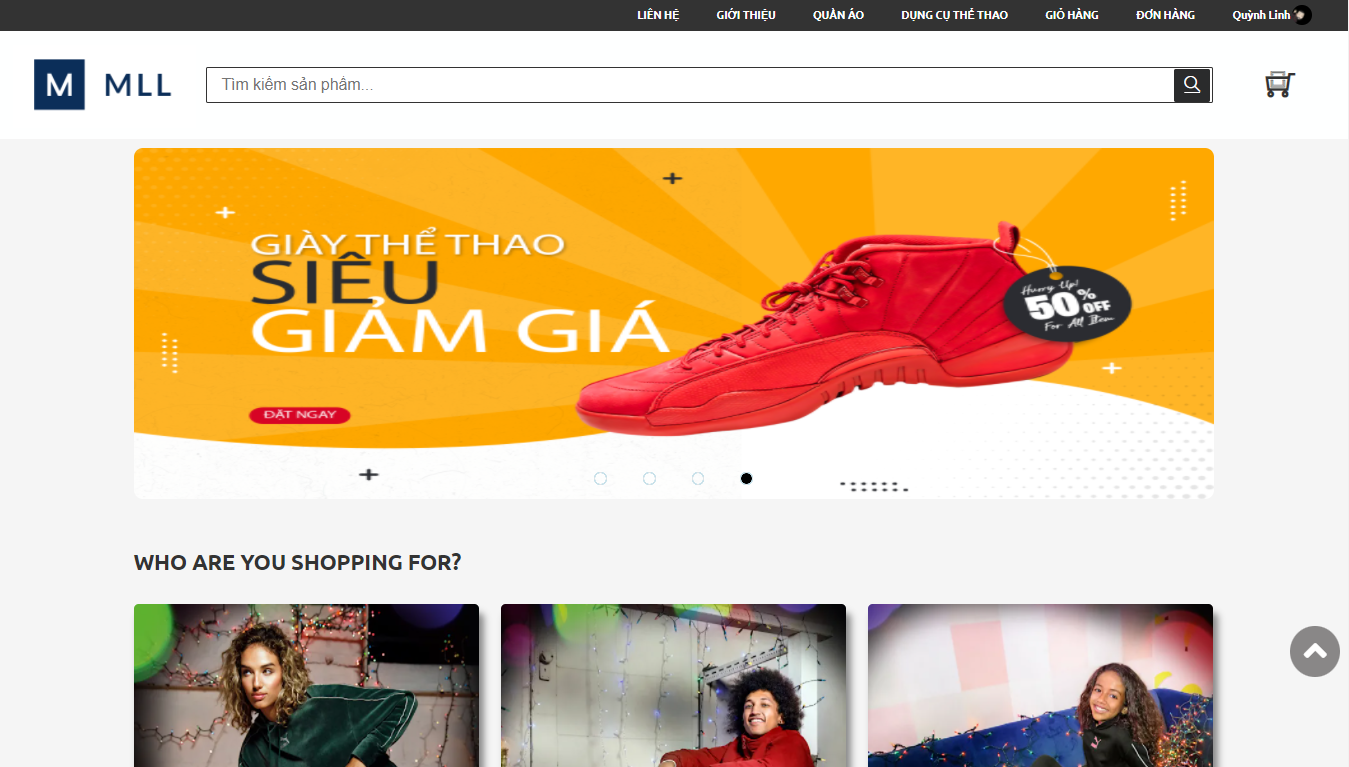 LIÊN HỆ GIỚI THIỆU QUẦN ÁO DỤNG CỤ THỂ THAO GIỎ HÀNG ĐƠN HÀNG Quỳnh Linh
M MLL
Tìm kiếm sản phẩm...
GIÀY THỂ THAO
SIÊU
GIẢM GIÁ
Hurry Up!
50% OFF
For All Item
ĐẶT NGAY
WHO ARE YOU SHOPPING FOR?